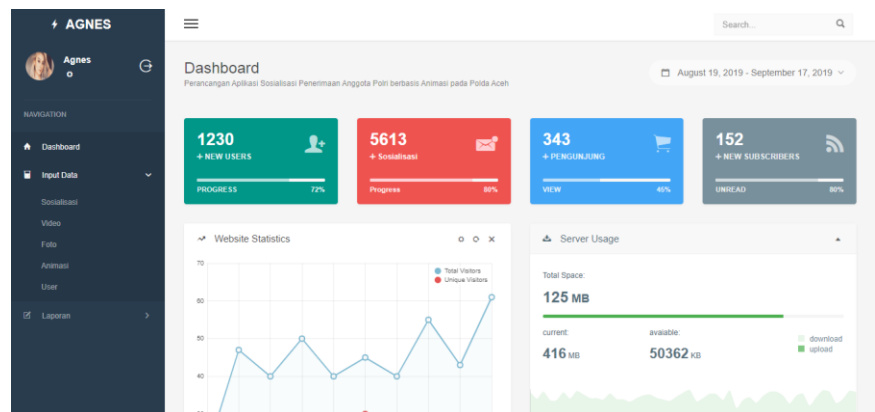 AGNES
Search...
Agnes
o
Dashboard
Perancangan Aplikasi Sosialisasi Penerimaan Anggota Polri berbasis Animasi pada Polda Aceh
August 19, 2019 - September 17, 2019
NAVIGATION
Dashboard
Input Data
Sosialisasi
Video
Foto
Animasi
User
Laporan
1230
+ NEW USERS
PROGRESS 72%
5613
+ Sosialisasi
Progress 80%
343
+ PENGUNJUNG
VIEW 45%
152
+ NEW SUBSCRIBERS
UNREAD 80%
Website Statistics
Total Visitors
Unique Visitors
70
60
50
40
Server Usage
Total Space:
125 MB
current:
416 MB
avaiable:
50362 KB
download
upload